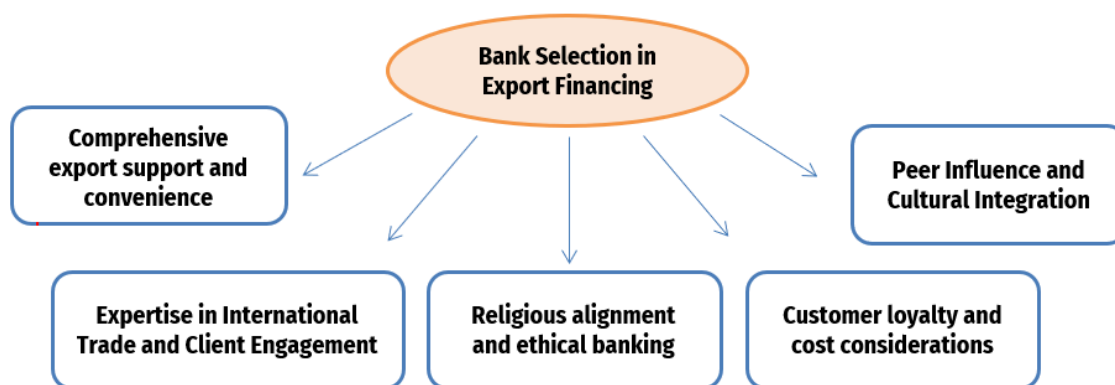 Bank Selection in
Export Financing
Comprehensive
export support and
convenience
Peer Influence and
Cultural Integration
Expertise in International
Trade and Client Engagement
Religious alignment
and ethical banking
Customer loyalty and
cost considerations